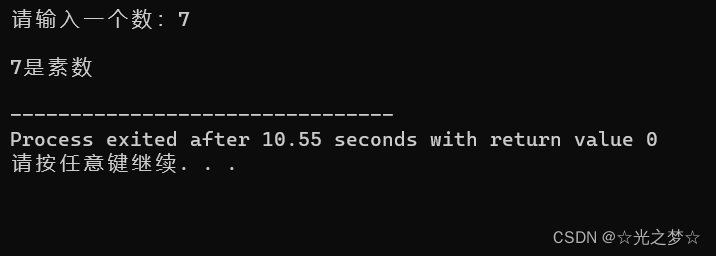 请输入一个数：7
7是素数
--------------------------------
Process exited after 10.55 seconds with return value 0
请按任意键继续. . .
CSDN @☆光之梦☆